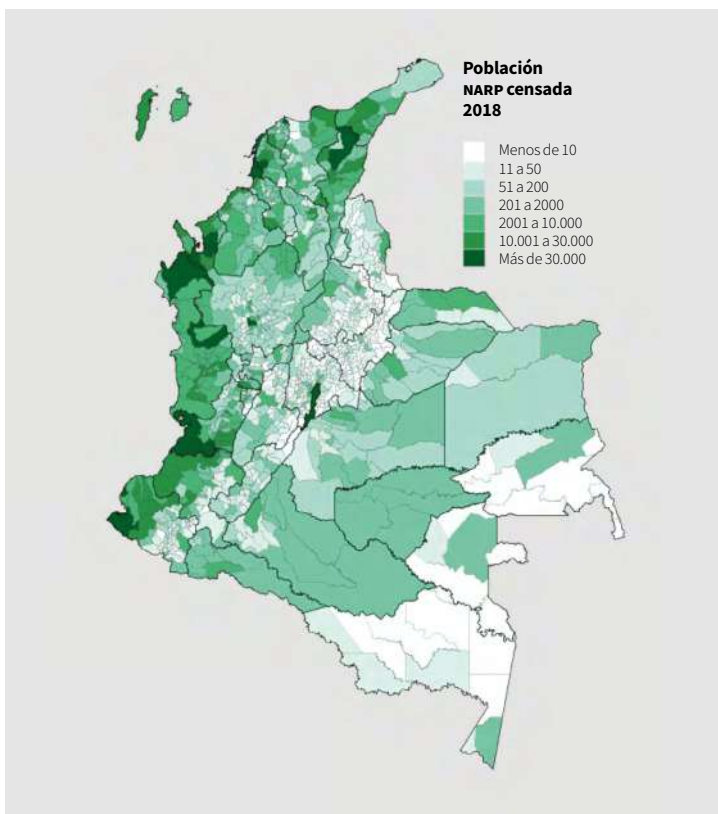 Población
NARP censada
2018
Menos de 10
11 a 50
51 a 200
201 a 2000
2001 a 10.000
10.001 a 30.000
Más de 30.000